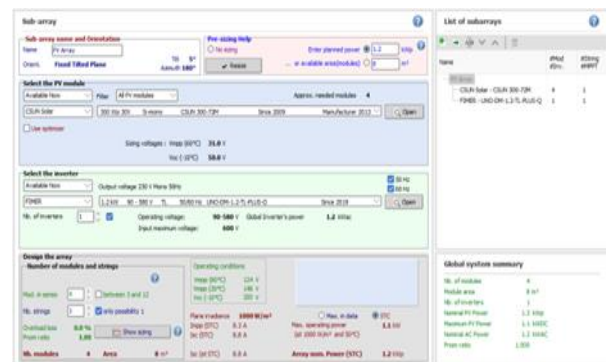 Sub-array
List of subarrays
Sub-array name and Orientation
Name PV Array
Orient. Fixed Tilted Plane
Tilt 5°
Azimuth 180°
Pre-sizing Help
No sizing
Enter planned power 1.2 kWp
Resize
... or available area(modules) 8 m²
Name
#Mod #String
#Inv. #MPPT
PV Array
CSUN Solar - CSUN 300-72M 4 1
FIMER - UNO-DM-1.2-TL-PLUS-Q 1 1
Select the PV module
Available Now Filter All PV modules
Approx. needed modules 4
CSUN Solar 300 Wp 30V Si-mono CSUN 300-72M Since 2009 Manufacturer 2013 Open
Use optimizer
Sizing voltages : Vmpp (60°C) 31.0 V
Voc (-10°C) 50.0 V
Select the inverter
Available Now Output voltage 230 V Mono 50Hz
50 Hz
60 Hz
FIMER 1.2 kW 90 - 580 V TL 50/60 Hz UNO-DM-1.2-TL-PLUS-Q Since 2019 Open
Nb. of inverters 1
Operating voltage: 90-580 V Global Inverter's power 1.2 kWac
Input maximum voltage: 600 V
Design the array
Number of modules and strings
Mod. in series 4 between 3 and 12
Nb. strings 1 only possibility 1
Overload loss 0.0 %
Pnom ratio 1.00
Show sizing
Nb. modules 4 Area 8 m²
Operating conditions
Vmpp (60°C) 124 V
Vmpp (20°C) 146 V
Voc (-10°C) 200 V
Plane irradiance 1000 W/m²
Impp (STC) 8.2 A
Isc (STC) 8.8 A
Isc (at STC) 8.8 A
Max. in data STC
Max. operating power 1.1 kW
(at 1000 W/m² and 50°C)
Array nom. Power (STC) 1.2 kWp
Global system summary
Nb. of modules 4
Module area 8 m²
Nb. of inverters 1
Nominal PV Power 1.2 kWp
Maximum PV Power 1.1 kWDC
Nominal AC Power 1.2 kWAC
Pnom ratio 1.000